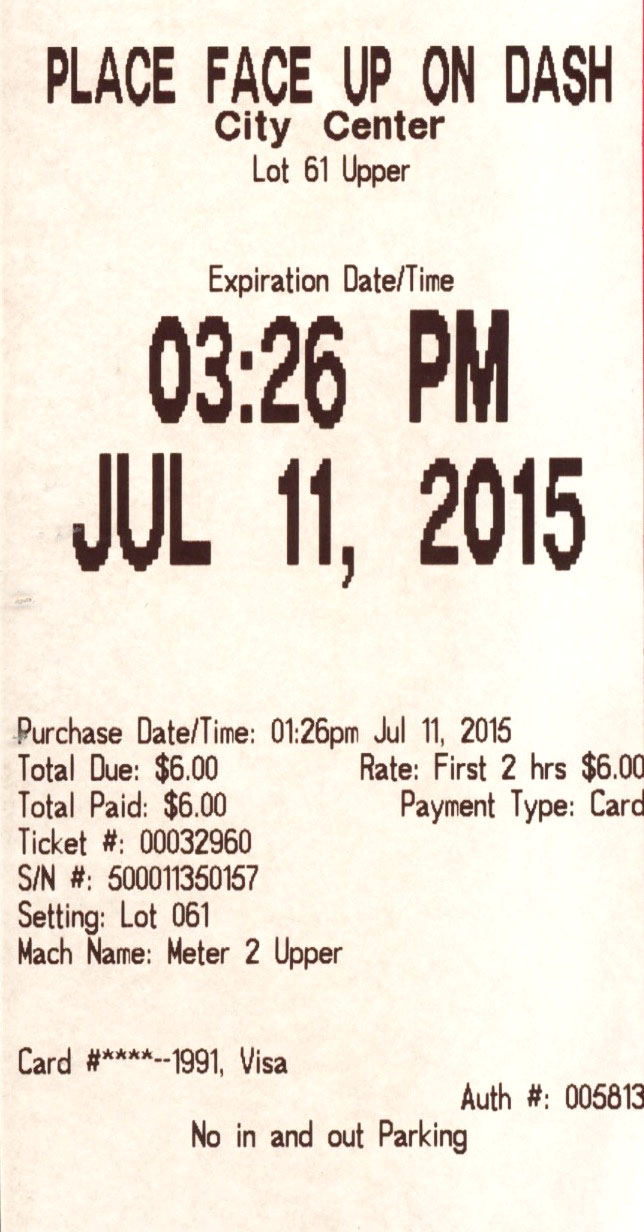 PLACE FACE UP ON DASH
City Center
Lot 61 Upper
Expiration Date/Time
03:26 PM
JUL 11, 2015
Purchase Date/Time: 01:26pm Jul 11, 2015
Total Due: $6.00 Rate: First 2 hrs $6.00
Total Paid: $6.00 Payment Type: Card
Ticket #: 00032960
S/N #: 500011350157
Setting: Lot 061
Mach Name: Meter 2 Upper
Card #****--1991, Visa
Auth #: 005813
No in and out Parking